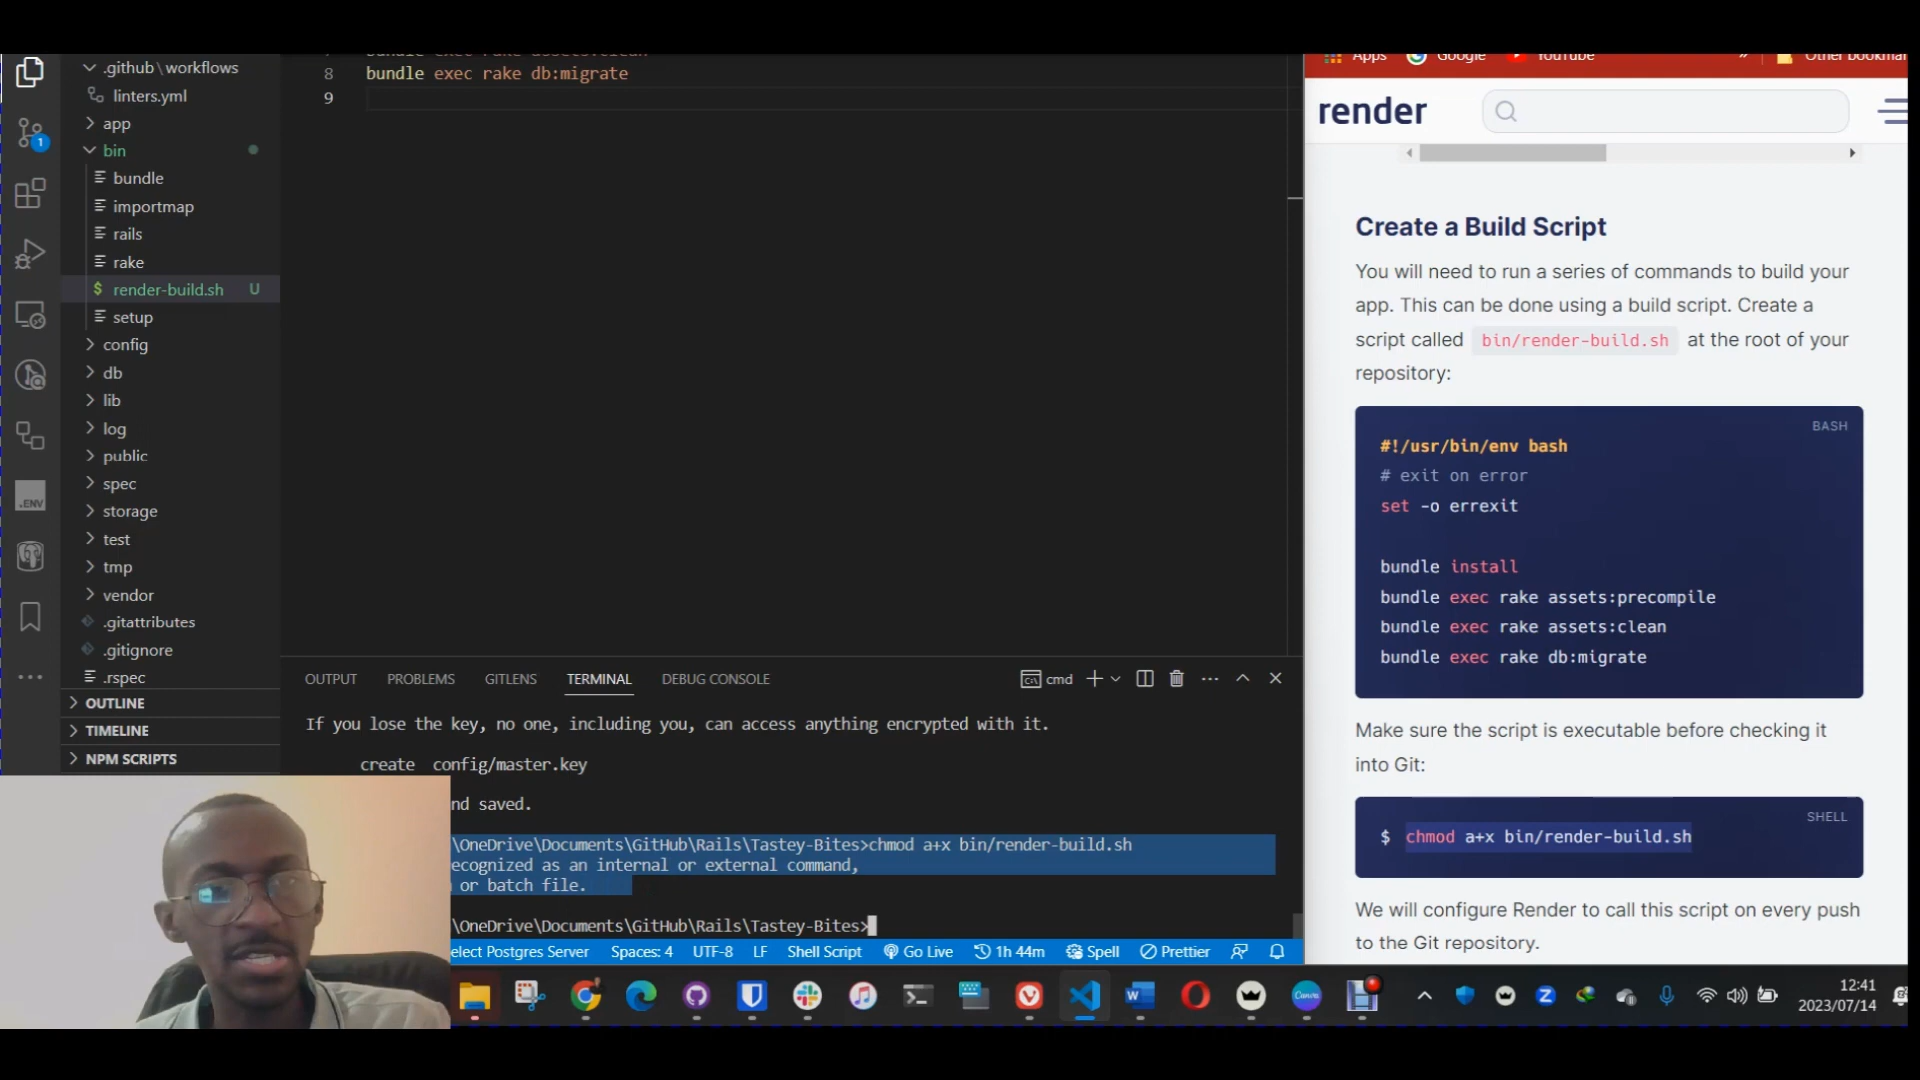 .github\workflows
linters.yml
app
bin
bundle
importmap
rails
rake
render-build.sh U
setup
config
db
lib
log
public
spec
storage
test
tmp
vendor
.gitattributes
.gitignore
.rspec
OUTLINE
TIMELINE
NPM SCRIPTS
1
.ENV
bundle exec rake assets:clean
8 bundle exec rake db:migrate
9
OUTPUT PROBLEMS GITLENS TERMINAL DEBUG CONSOLE cmd
If you lose the key, no one, including you, can access anything encrypted with it.
create config/master.key
nd saved.
\OneDrive\Documents\GitHub\Rails\Tastey-Bites>chmod a+x bin/render-build.sh
ecognized as an internal or external command,
or batch file.
\OneDrive\Documents\GitHub\Rails\Tastey-Bites>
elect Postgres Server Spaces: 4 UTF-8 LF Shell Script Go Live 1h 44m Spell Prettier
Apps Google YouTube » Other bookmar
render
Create a Build Script
You will need to run a series of commands to build your
app. This can be done using a build script. Create a
script called bin/render-build.sh at the root of your
repository:
BASH
#!/usr/bin/env bash
# exit on error
set -o errexit
bundle install
bundle exec rake assets:precompile
bundle exec rake assets:clean
bundle exec rake db:migrate
Make sure the script is executable before checking it
into Git:
SHELL
$ chmod a+x bin/render-build.sh
We will configure Render to call this script on every push
to the Git repository.
12:41
2023/07/14